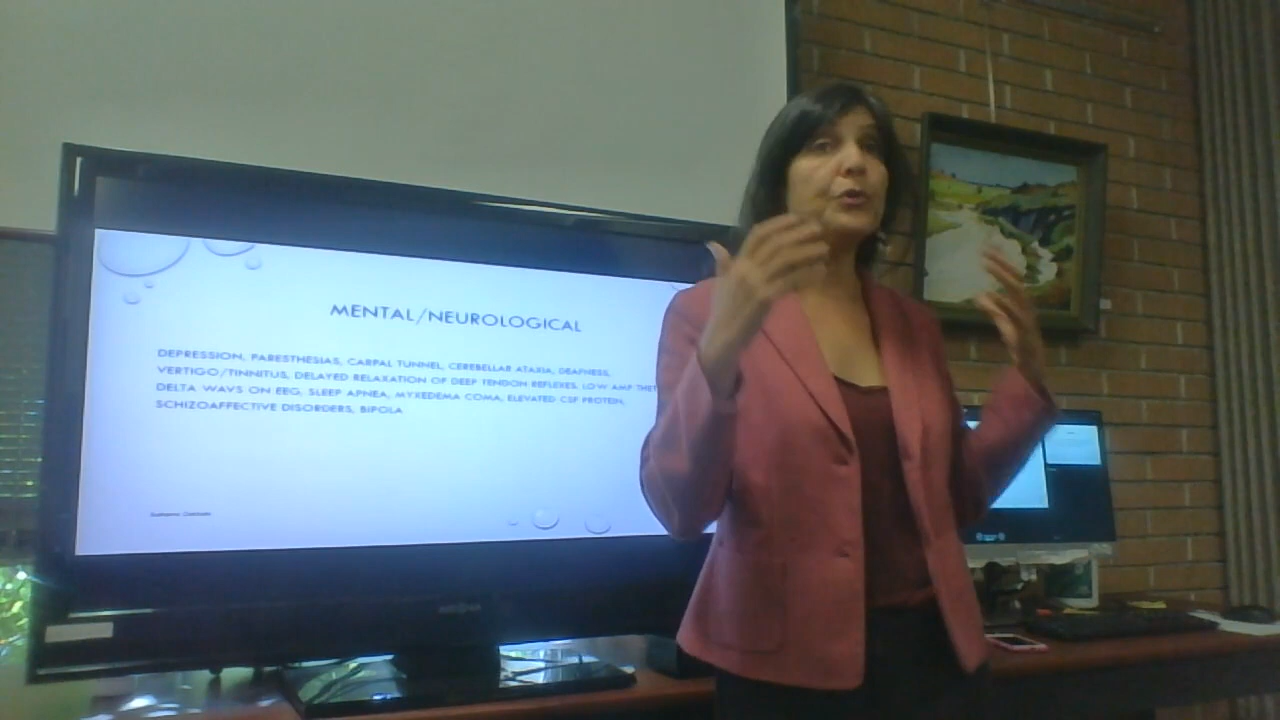 MENTAL/NEUROLOGICAL
DEPRESSION, PARESTHESIAS, CARPAL TUNNEL, CEREBELLAR ATAXIA, DEAFNESS,
VERTIGO/TINNITUS, DELAYED RELAXATION OF DEEP TENDON REFLEXES, LOW AMP THET
DELTA WAVS ON EEG, SLEEP APNEA, MYXEDEMA COMA, ELEVATED CSF PROTEIN,
SCHIZOAFFECTIVE DISORDERS, BIPOLA